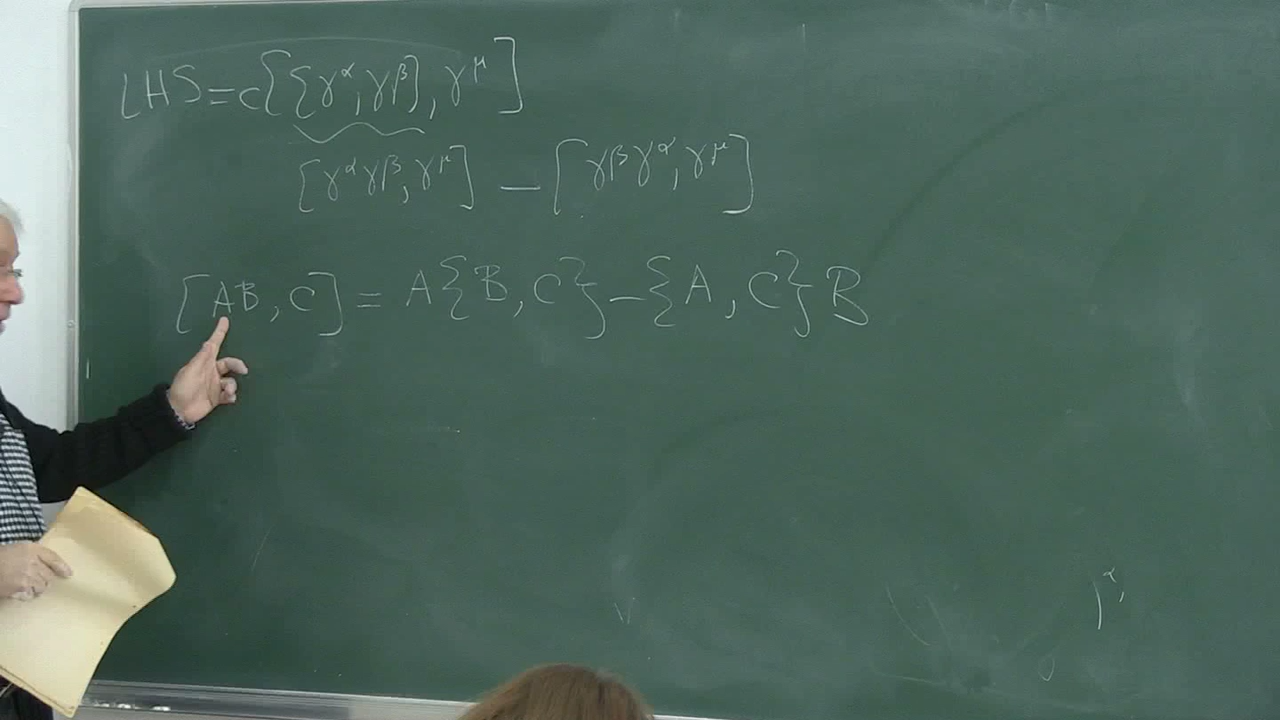 LHS = c{{γ^α, γ^β], γ^μ]
[γ^α γ^β, γ^μ] — [γ^β γ^α, γ^μ]
[AB, C] = A{B, C} – {A, C} B